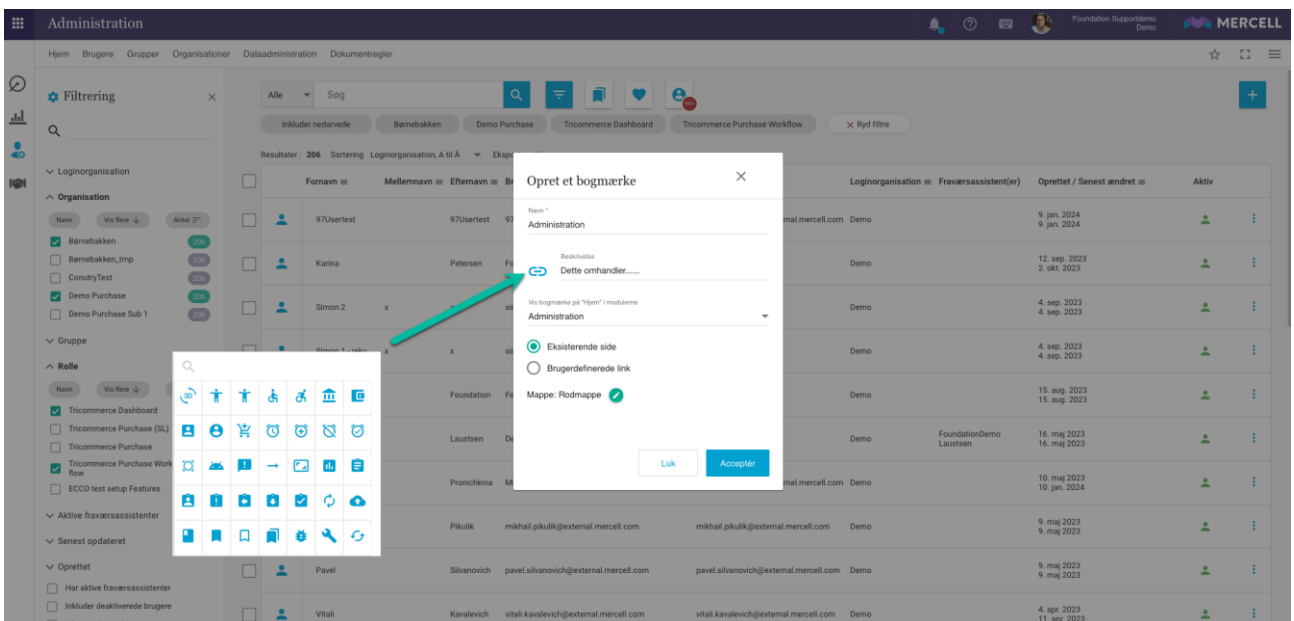 Administration
Foundation Supportdemo
Demo
MERCELL
Hjem Brugere Grupper Organisationer Dataadministration Dokumentregler
Filtrering
Alle Søg
Inkluder nedarvede Børnebakken Demo Purchase Tricommerce Dashboard Tricommerce Purchase Workflow Ryd filtre
Resultater: 206 Sortering Loginorganisation, A til Å
Loginorganisation
Organisation
Navn Vis flere Antal
Børnebakken 206
Børnebakken_tmp 206
ConutryTest 206
Demo Purchase 206
Demo Purchase Sub 1 206
Gruppe
Rolle
Navn Vis flere
Tricommerce Dashboard
Tricommerce Purchase (SL)
Tricommerce Purchase
Tricommerce Purchase Work
flow
ECCO test setup Features
Aktive fraværsassistenter
Senest opdateret
Oprettet
Har aktive fraværsassistenter
Inkluder deaktiverede brugere
Fornavn Mellemnavn Efternavn Loginorganisation Fraværsassistent(er) Oprettet / Senest ændret Aktiv
97Usertest 97Usertest Demo 9. jan. 2024
9. jan. 2024
Karina Petersen Demo 12. sep. 2023
2. okt. 2023
Simon 2 x Demo 4. sep. 2023
4. sep. 2023
x Demo 4. sep. 2023
4. sep. 2023
Foundation Demo 15. aug. 2023
15. aug. 2023
Laustsen Demo FoundationDemo
Laustsen 16. maj 2023
16. maj 2023
Pronichkina Demo 10. maj 2023
10. jan. 2024
Pikulik mikhail.pikulik@external.mercell.com mikhail.pikulik@external.mercell.com Demo 9. maj 2023
9. maj 2023
Pavel Silvanovich pavel.silvanovich@external.mercell.com pavel.silvanovich@external.mercell.com Demo 9. maj 2023
9. maj 2023
Vitali Kavalevich vitali.kavalevich@external.mercell.com vitali.kavalevich@external.mercell.com Demo 4. apr. 2023
11. apr. 2023
Opret et bogmærke
Navn *
Administration
Beskrivelse
Dette omhandler......
Vis bogmærke på "Hjem" i modulerne
Administration
Eksisterende side
Brugerdefinerede link
Mappe: Rodmappe
Luk Acceptér
3D